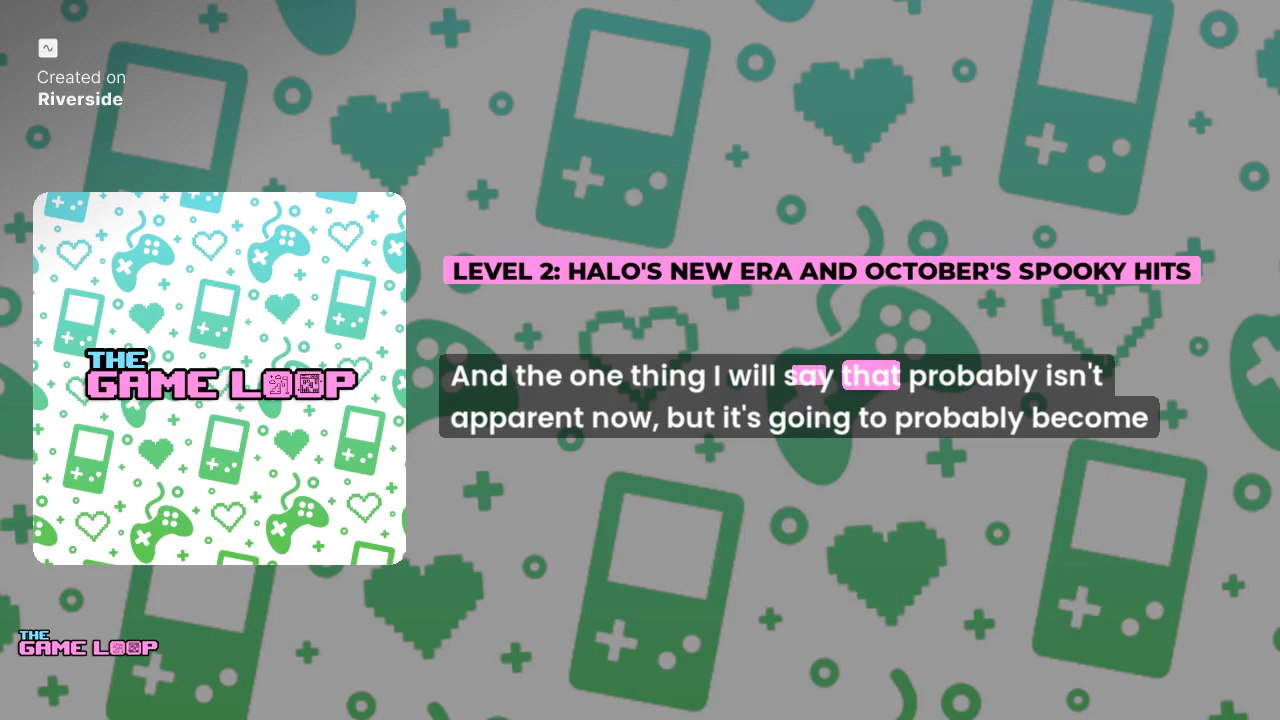 Created on
Riverside
THE
GAME LOOP
LEVEL 2: HALO'S NEW ERA AND OCTOBER'S SPOOKY HITS
And the one thing I will say that probably isn't
apparent now, but it's going to probably become
THE
GAME LOOP